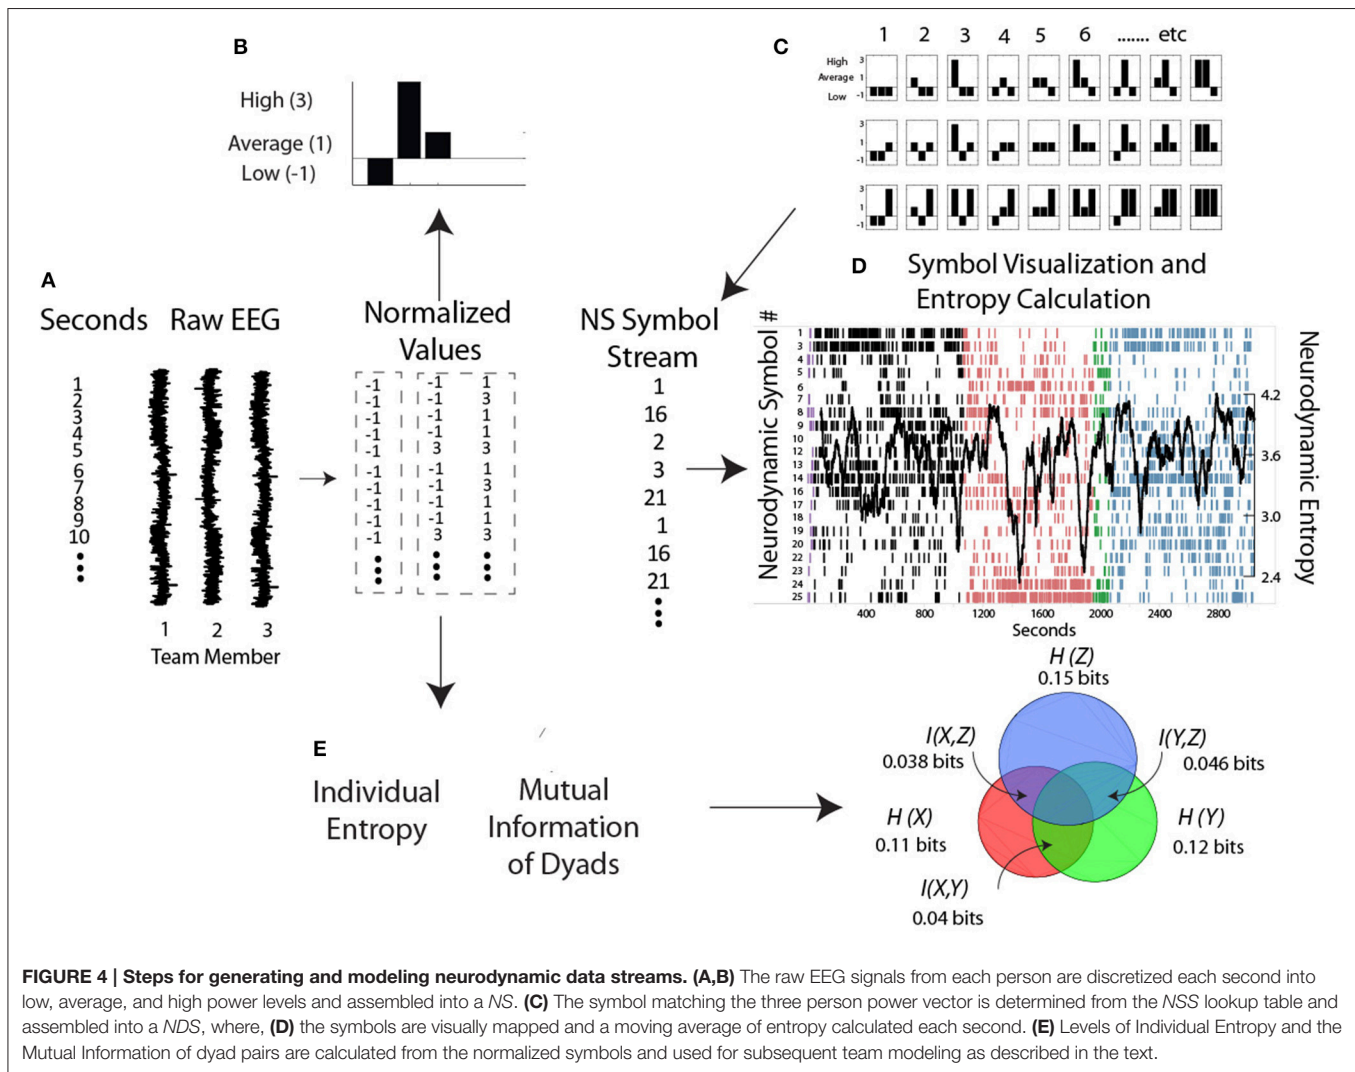 B
High (3)
Average (1)
Low (-1)
C
1 2 3 4 5 6 ....... etc
High 3
Average 1
Low -1
3
1
-1
3
1
-1
A
Seconds Raw EEG
1
2
3
4
5
6
7
8
9
10
1 2 3
Team Member
Normalized
Values
-1 -1 1
-1 -1 3
-1 -1 1
-1 -1 1
-1 3 3
-1 -1 1
-1 -1 3
-1 -1 1
-1 -1 1
-1 3 3
NS Symbol
Stream
1
16
2
3
21
1
16
21
D
Symbol Visualization and
Entropy Calculation
Neurodynamic Symbol #
1
3
4
5
6
7
8
9
10
12
13
14
16
17
18
19
20
22
23
24
25
4.2
3.6
3.0
2.4
Neurodynamic Entropy
400 800 1200 1600 2000 2400 2800
Seconds
E
Individual
Entropy
Mutual
Information
of Dyads
H (Z)
0.15 bits
I(X,Z)
0.038 bits
I(Y,Z)
0.046 bits
H (X)
0.11 bits
H (Y)
0.12 bits
I(X,Y)
0.04 bits
FIGURE 4 | Steps for generating and modeling neurodynamic data streams. (A,B) The raw EEG signals from each person are discretized each second into
low, average, and high power levels and assembled into a NS. (C) The symbol matching the three person power vector is determined from the NSS lookup table and
assembled into a NDS, where, (D) the symbols are visually mapped and a moving average of entropy calculated each second. (E) Levels of Individual Entropy and the
Mutual Information of dyad pairs are calculated from the normalized symbols and used for subsequent team modeling as described in the text.